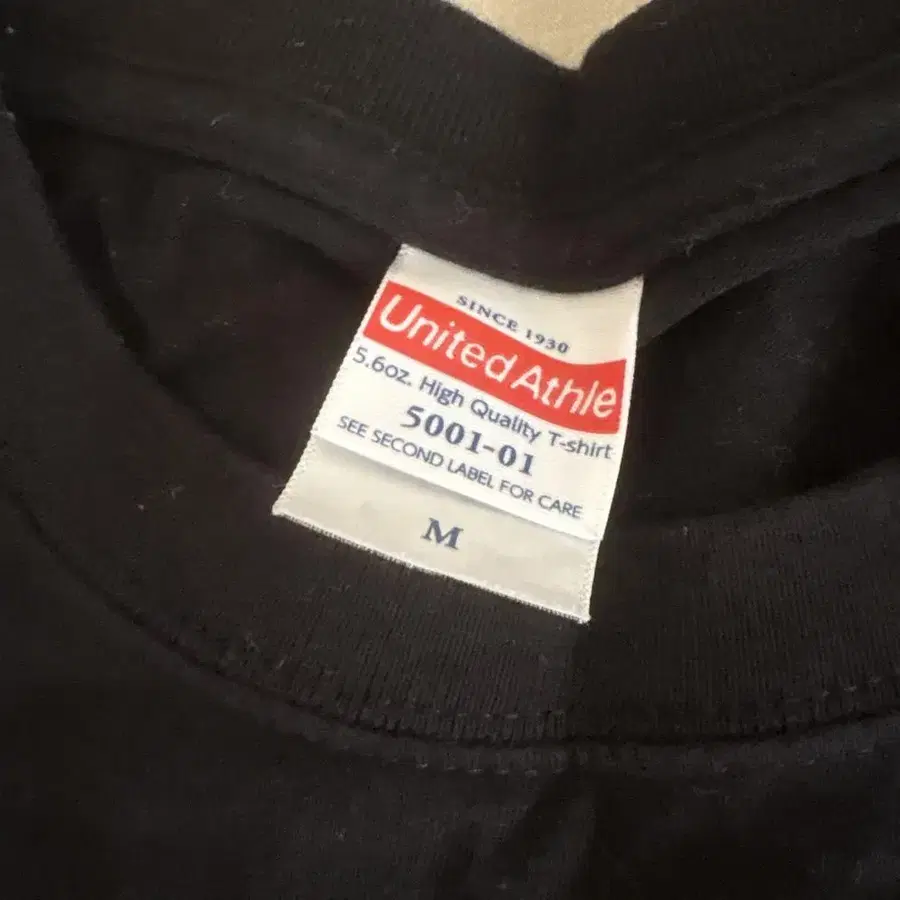 SINCE 1930
United Athle
5.6oz. High Quality T-shirt
5001-01
SEE SECOND LABEL FOR CARE
M